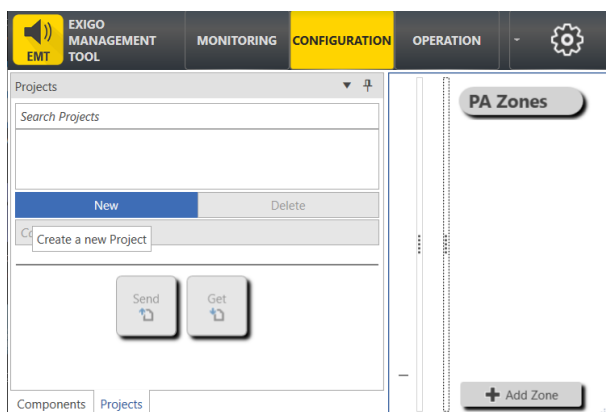 EXIGO
MANAGEMENT
TOOL
EMT
MONITORING
CONFIGURATION
OPERATION
Projects
Search Projects
New
Delete
Create a new Project
Send
Get
Components
Projects
PA Zones
Add Zone